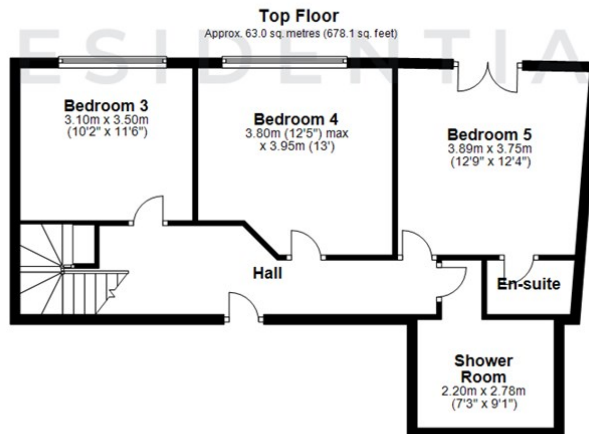 Top Floor
Approx. 63.0 sq. metres (678.1 sq. feet)
ESIDENTIA
Bedroom 3
3.10m x 3.50m
(10'2" x 11'6")
Bedroom 4
3.80m (12'5") max
x 3.95m (13')
Bedroom 5
3.89m x 3.75m
(12'9" x 12'4")
Hall
En-suite
Shower
Room
2.20m x 2.78m
(7'3" x 9'1")